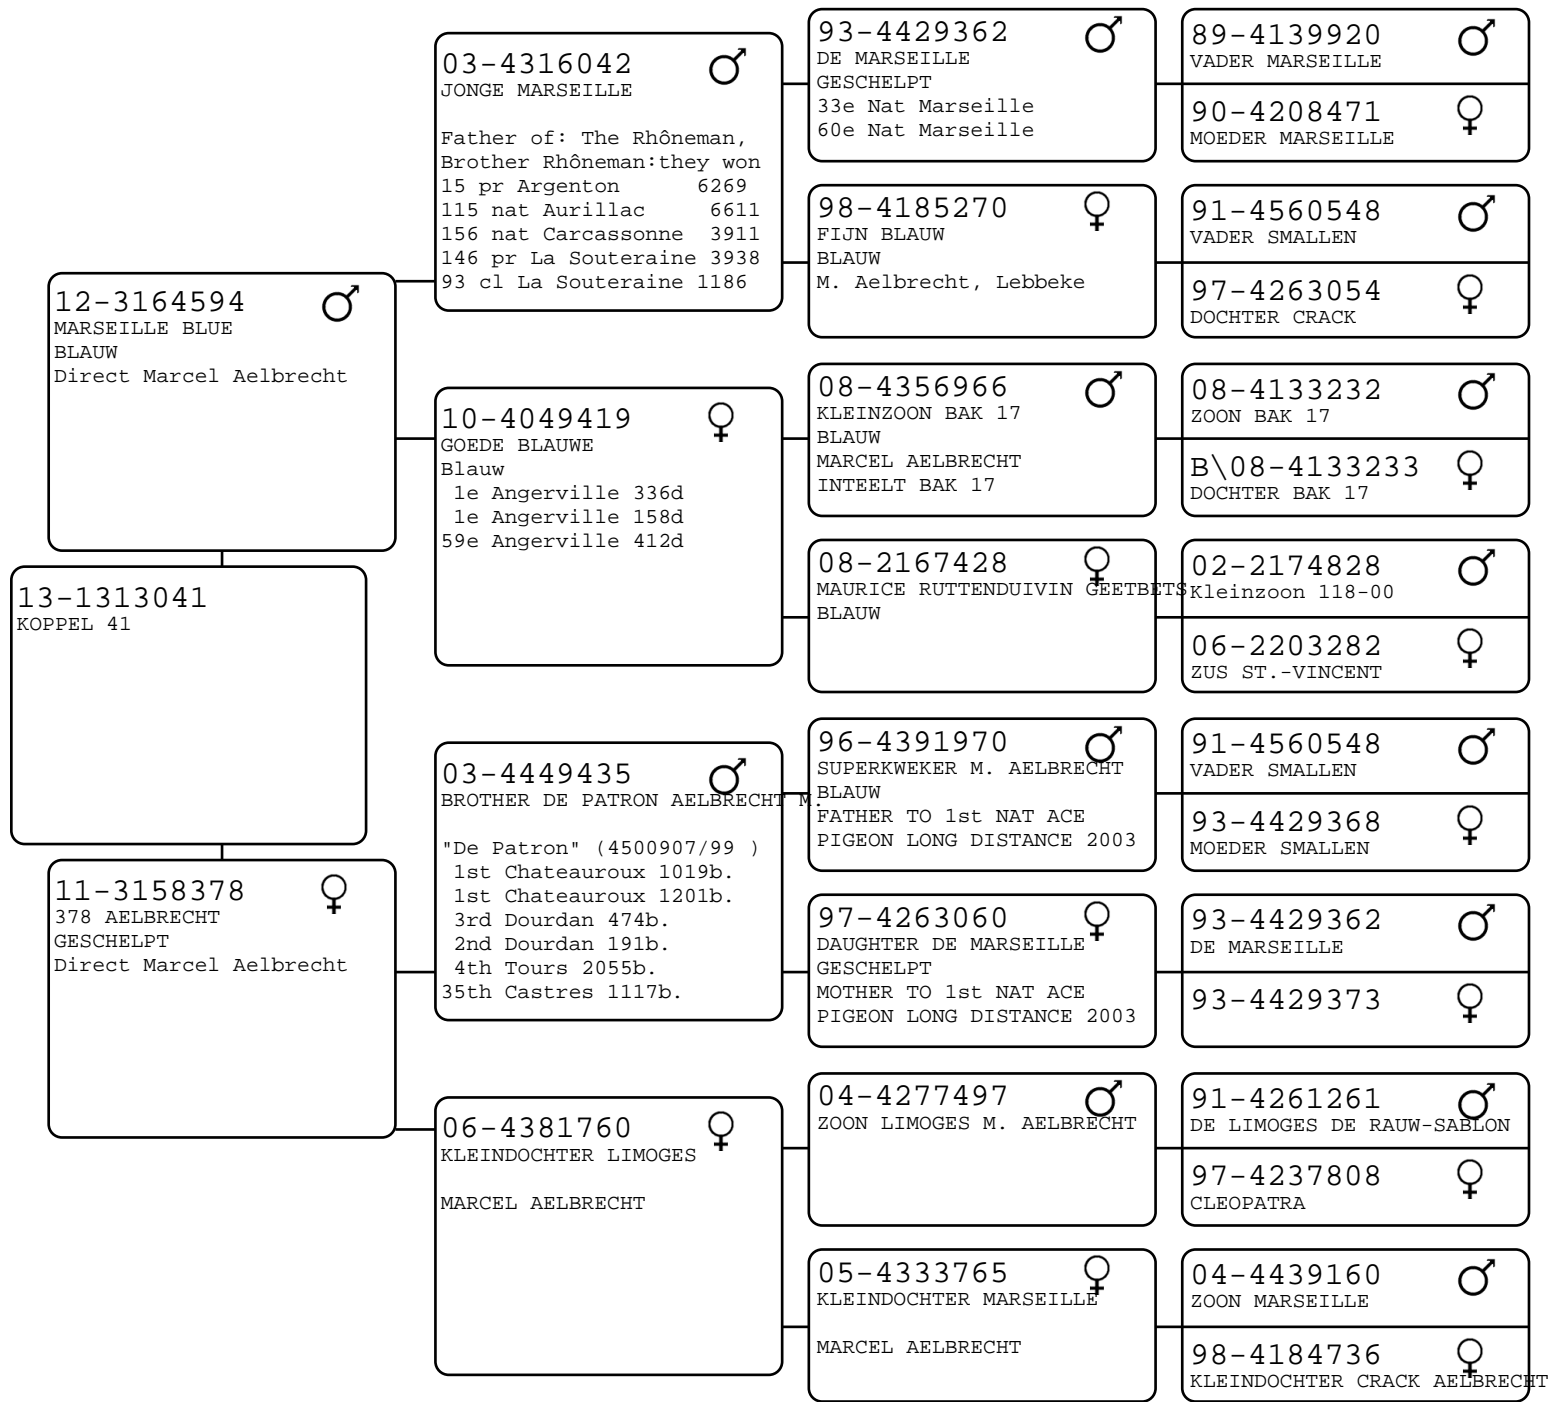 13-1313041
KOPPEL 41
12-3164594
MARSEILLE BLUE
BLAUW
Direct Marcel Aelbrecht
11-3158378
378 AELBRECHT
GESCHELPT
Direct Marcel Aelbrecht
03-4316042
JONGE MARSEILLE
Father of: The Rhôneman,
Brother Rhôneman:they won
15 pr Argenton 6269
115 nat Aurillac 6611
156 nat Carcassonne 3911
146 pr La Souteraine 3938
93 cl La Souteraine 1186
10-4049419
GOEDE BLAUWE
Blauw
1e Angerville 336d
1e Angerville 158d
59e Angerville 412d
03-4449435
BROTHER DE PATRON AELBRECHT M.
"De Patron" (4500907/99 )
1st Chateauroux 1019b.
1st Chateauroux 1201b.
3rd Dourdan 474b.
2nd Dourdan 191b.
4th Tours 2055b.
35th Castres 1117b.
06-4381760
KLEINDOCHTER LIMOGES
MARCEL AELBRECHT
93-4429362
DE MARSEILLE
GESCHELPT
33e Nat Marseille
60e Nat Marseille
98-4185270
FIJN BLAUW
BLAUW
M. Aelbrecht, Lebbeke
08-4356966
KLEINZOON BAK 17
BLAUW
MARCEL AELBRECHT
INTEELT BAK 17
08-2167428
MAURICE RUTTENDUIVIN GEETBETS
BLAUW
96-4391970
SUPERKWEKER M. AELBRECHT
BLAUW
FATHER TO 1st NAT ACE
PIGEON LONG DISTANCE 2003
97-4263060
DAUGHTER DE MARSEILLE
GESCHELPT
MOTHER TO 1st NAT ACE
PIGEON LONG DISTANCE 2003
04-4277497
ZOON LIMOGES M. AELBRECHT
05-4333765
KLEINDOCHTER MARSEILLE
MARCEL AELBRECHT
89-4139920
VADER MARSEILLE
90-4208471
MOEDER MARSEILLE
91-4560548
VADER SMALLEN
97-4263054
DOCHTER CRACK
08-4133232
ZOON BAK 17
B\08-4133233
DOCHTER BAK 17
02-2174828
Kleinzoon 118-00
06-2203282
ZUS ST.-VINCENT
91-4560548
VADER SMALLEN
93-4429368
MOEDER SMALLEN
93-4429362
DE MARSEILLE
93-4429373
91-4261261
DE LIMOGES DE RAUW-SABLON
97-4237808
CLEOPATRA
04-4439160
ZOON MARSEILLE
98-4184736
KLEINDOCHTER CRACK AELBRECHT